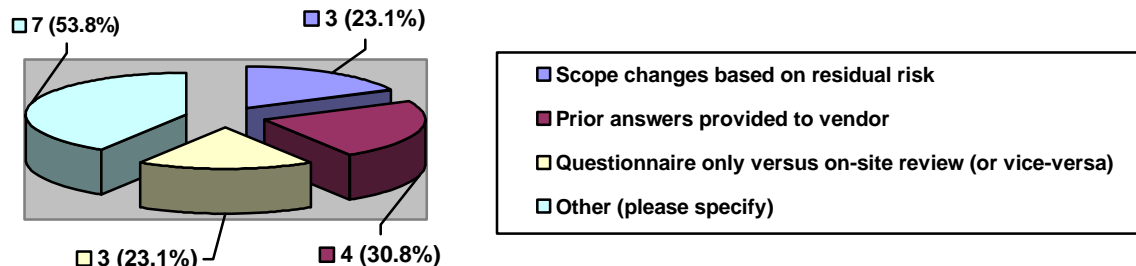 7 (53.8%)
3 (23.1%)
Scope changes based on residual risk
Prior answers provided to vendor
Questionnaire only versus on-site review (or vice-versa)
Other (please specify)
3 (23.1%)
4 (30.8%)